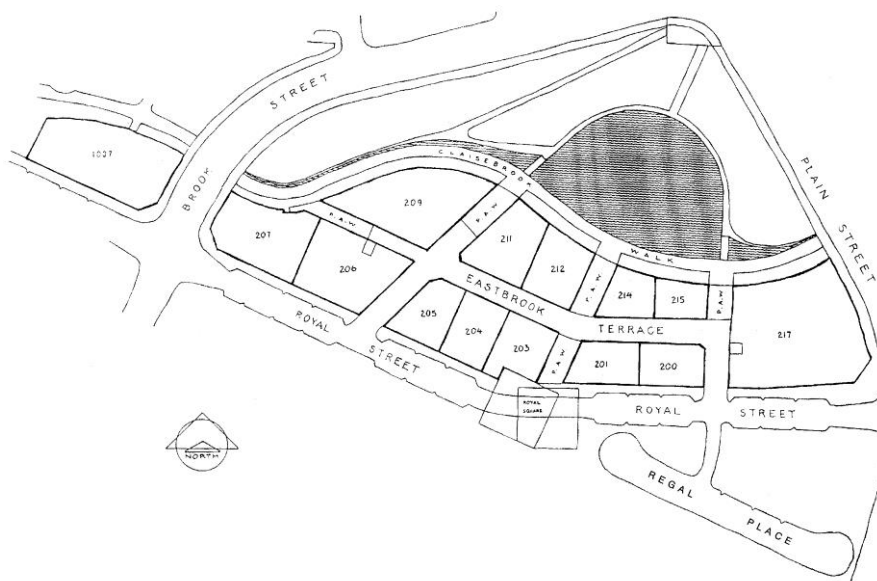 BROOK STREET
1007
PLAIN STREET
CLAISEBROOK WALK
209
P.A.W
207
P.A.W
206
211
212
P.A.W
214
215
P.A.W
217
EASTBROOK TERRACE
205
204
203
P.A.W
201
200
ROYAL STREET
ROYAL
SQUARE
ROYAL STREET
NORTH
REGAL PLACE